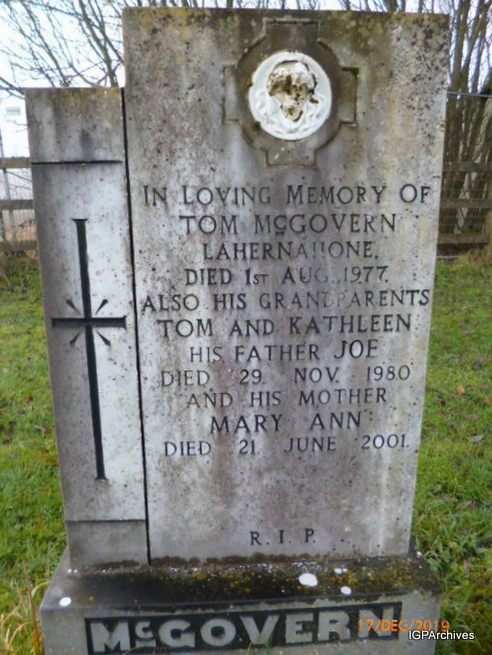 IN LOVING MEMORY OF
TOM McGOVERN
LAHERNAHONE,
DIED 1ST AUG. 1977.
ALSO HIS GRANDPARENTS
TOM AND KATHLEEN
HIS FATHER JOE
DIED 29 NOV. 1980
AND HIS MOTHER
MARY ANN
DIED 21 JUNE 2001.
R.I.P.
McGOVERN
17/DEC/2019
IGPArchives